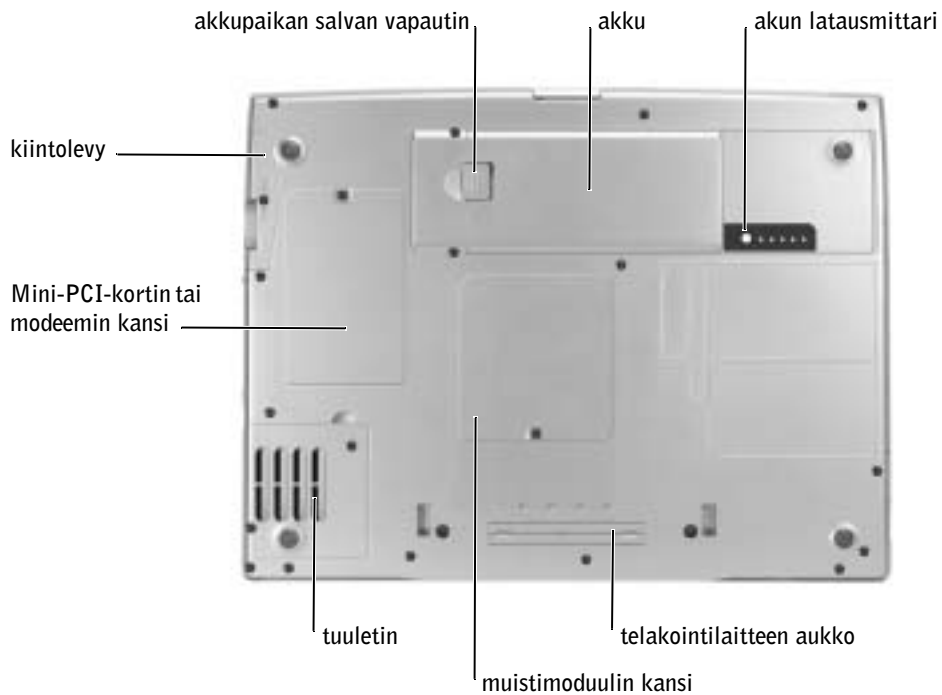 akkupaikan salvan vapautin
akku
akun latausmittari
kiintolevy
Mini-PCI-kortin tai
modeemin kansi
tuuletin
telakointilaitteen aukko
muistimoduulin kansi